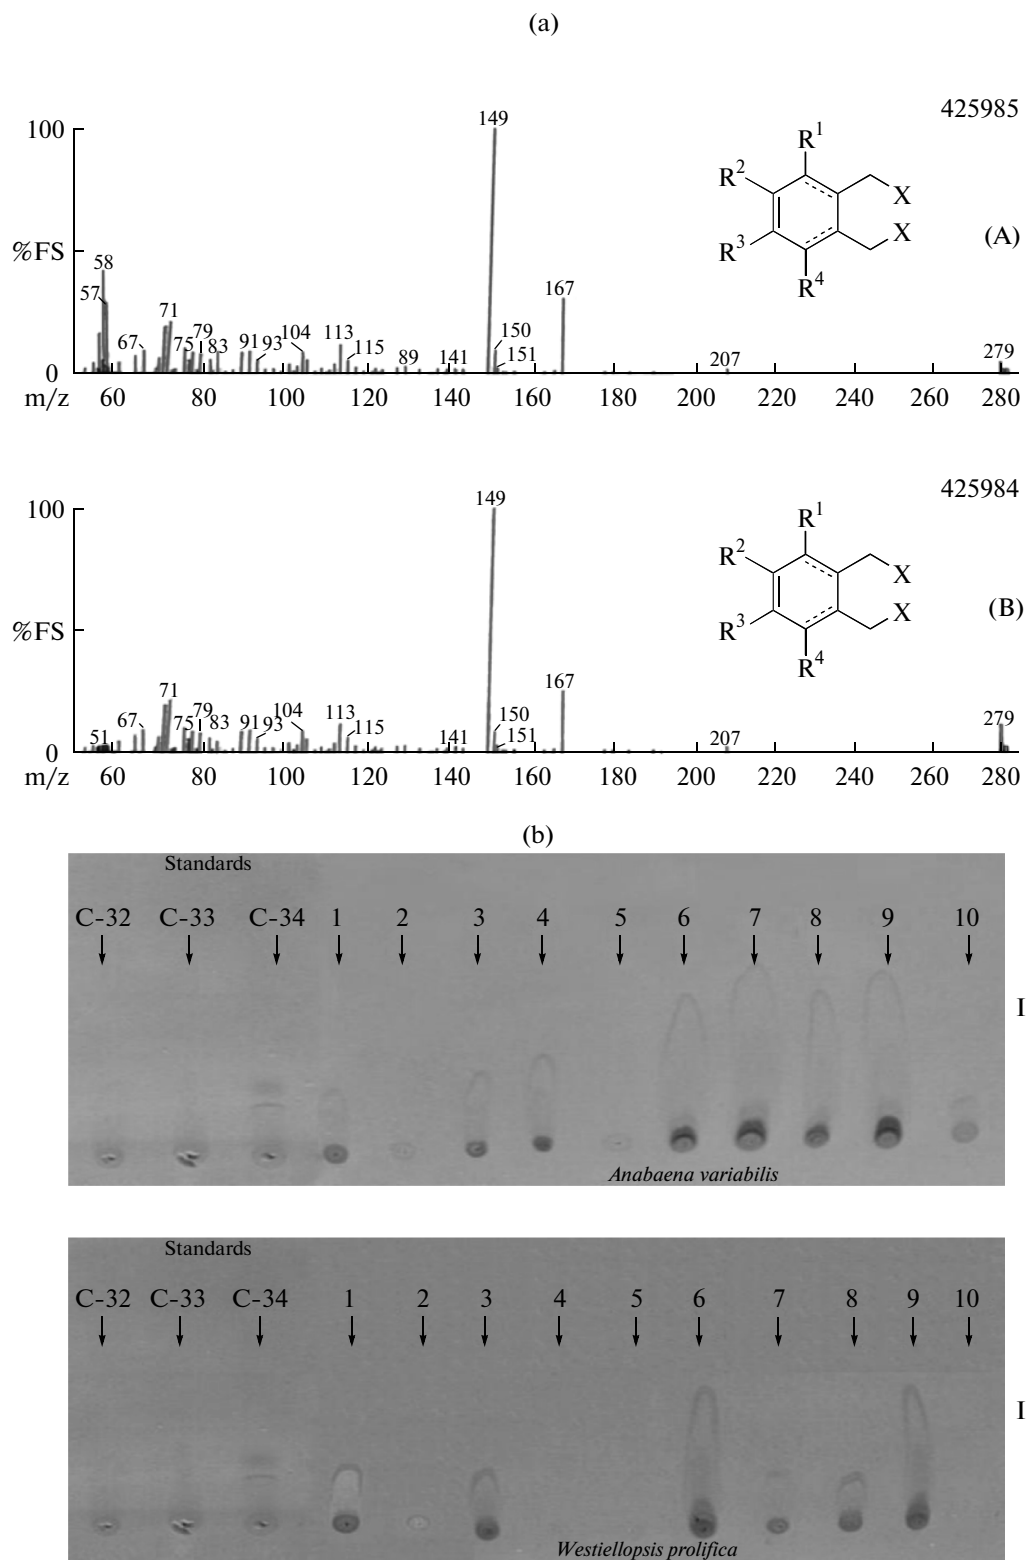 (a)
425985
100
149
R¹
R²
X
%FS
58
X
(A)
57
R³
71
R⁴
167
67
75
79
83
91
93
104
113
115
89
141
150
151
207
279
0
m/z 60 80 100 120 140 160 180 200 220 240 260 280
425984
100
149
R¹
R²
X
%FS
X
(B)
R³
R⁴
71
167
67
75
79
83
91
93
104
113
115
150
279
51
141
151
207
0
m/z 60 80 100 120 140 160 180 200 220 240 260 280
(b)
Standards
C-32 C-33 C-34 1 2 3 4 5 6 7 8 9 10
I
Anabaena variabilis
Standards
C-32 C-33 C-34 1 2 3 4 5 6 7 8 9 10
I
Westiellopsis prolifica